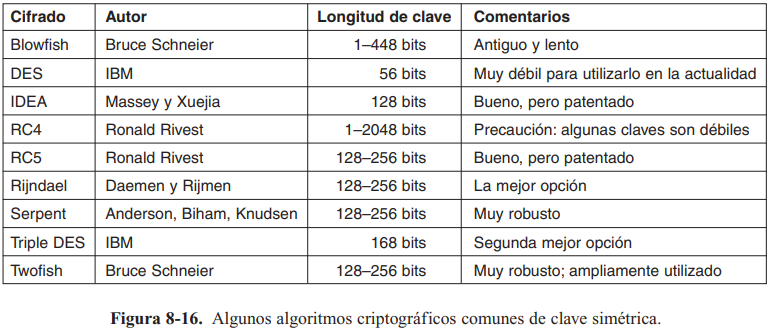 Cifrado Autor Longitud de clave Comentarios
Blowfish Bruce Schneier 1–448 bits Antiguo y lento
DES IBM 56 bits Muy débil para utilizarlo en la actualidad
IDEA Massey y Xuejia 128 bits Bueno, pero patentado
RC4 Ronald Rivest 1–2048 bits Precaución: algunas claves son débiles
RC5 Ronald Rivest 128–256 bits Bueno, pero patentado
Rijndael Daemen y Rijmen 128–256 bits La mejor opción
Serpent Anderson, Biham, Knudsen 128–256 bits Muy robusto
Triple DES IBM 168 bits Segunda mejor opción
Twofish Bruce Schneier 128–256 bits Muy robusto; ampliamente utilizado
Figura 8-16. Algunos algoritmos criptográficos comunes de clave simétrica.